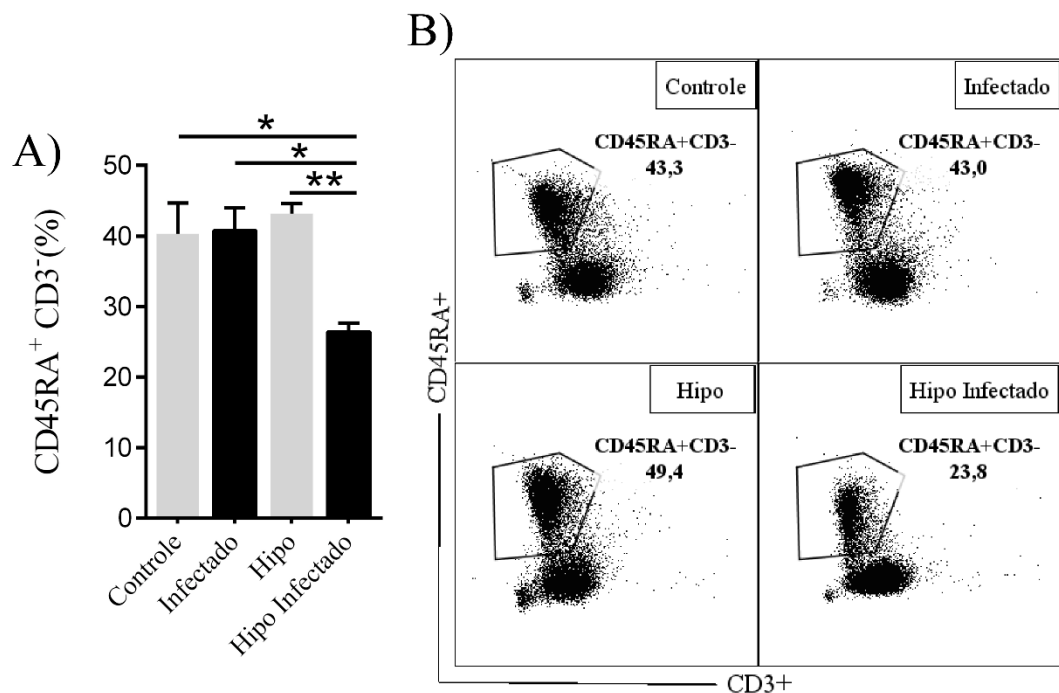 A)
CD45RA+ CD3-(%)
50
40
30
20
10
0
*
*
**
Controle
Infectado
Hipo
Hipo Infectado
B)
Controle
CD45RA+CD3-
43,3
Infectado
CD45RA+CD3-
43,0
Hipo
CD45RA+CD3-
49,4
Hipo Infectado
CD45RA+CD3-
23,8
CD45RA+
CD3+